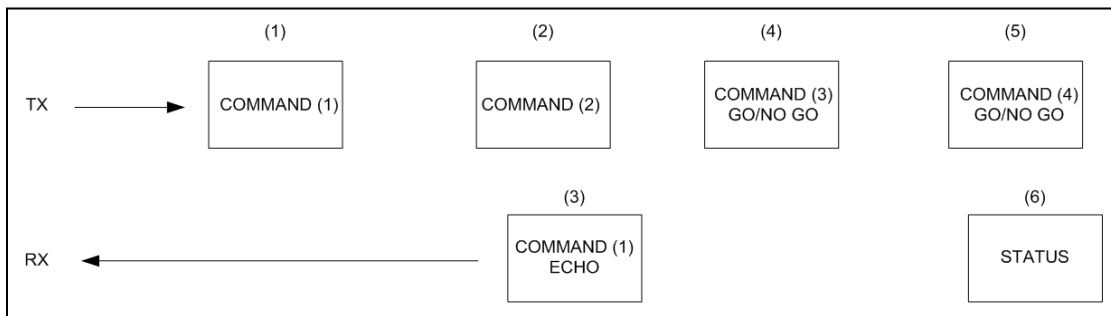 (1)
(2)
(4)
(5)
TX
COMMAND (1)
COMMAND (2)
COMMAND (3)
GO/NO GO
COMMAND (4)
GO/NO GO
(3)
(6)
RX
COMMAND (1)
ECHO
STATUS